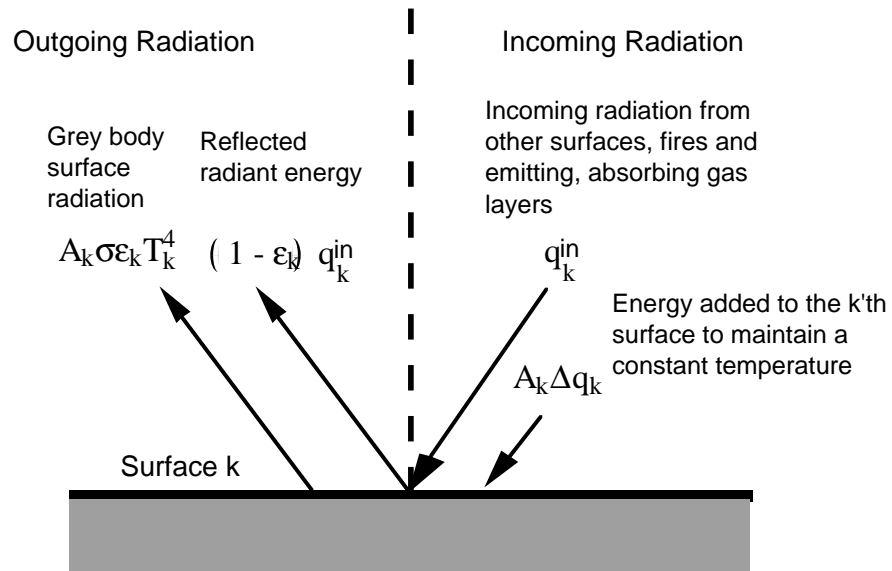 Outgoing Radiation
Incoming Radiation
Grey body
surface
radiation
Reflected
radiant energy
Incoming radiation from
other surfaces, fires and
emitting, absorbing gas
layers
A_kσε_kT_k^4
( 1 - ε_k) q_k^in
q_k^in
Energy added to the k'th
surface to maintain a
constant temperature
A_kΔq_k
Surface k